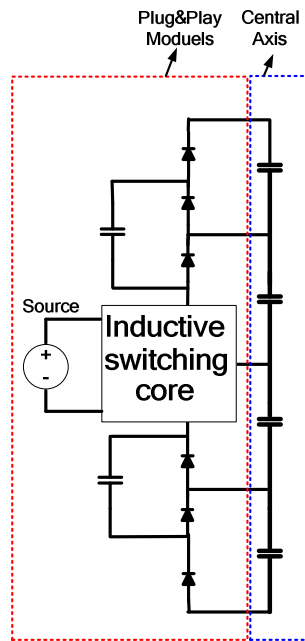 Plug&Play
Moduels
Central
Axis
Source
+
-
Inductive
switching
core